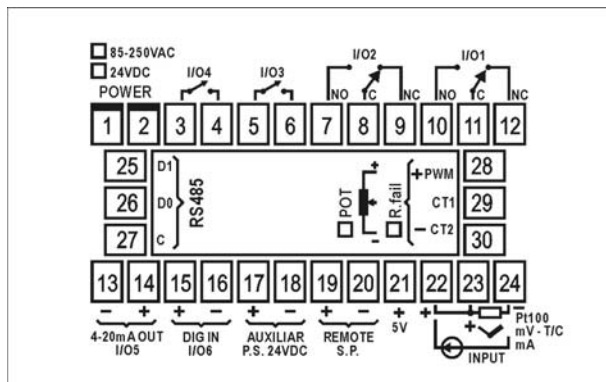 85-250VAC
24VDC
POWER
I/O4
I/O3
I/O2
I/O1
NO C NC
NO C NC
1 2 3 4 5 6 7 8 9 10 11 12
25 D1
26 D0
27 C
RS485
POT
+
-
R.fail
+ PWM 28
CT1 29
- CT2 30
13 14 15 16 17 18 19 20 21 22 23 24
- + + - + - + - + + + -
4-20mA OUT
I/O5
DIG IN
I/O6
AUXILIAR
P.S. 24VDC
REMOTE
S.P.
5V
Pt100
mV - T/C
mA
INPUT